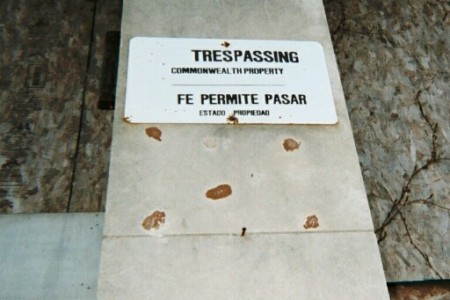 TRESPASSING
COMMONWEALTH PROPERTY
FE PERMITE PASAR
ESTADO PROPIEDAD